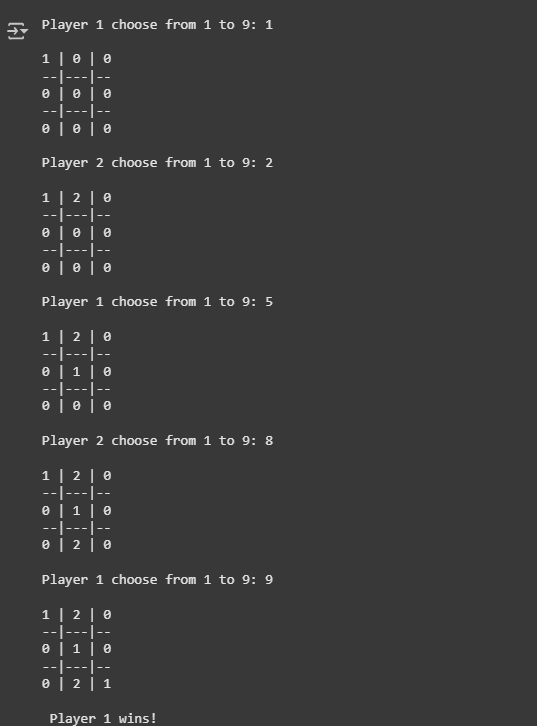 Player 1 choose from 1 to 9: 1
1 | 0 | 0
--|---|--
0 | 0 | 0
--|---|--
0 | 0 | 0
Player 2 choose from 1 to 9: 2
1 | 2 | 0
--|---|--
0 | 0 | 0
--|---|--
0 | 0 | 0
Player 1 choose from 1 to 9: 5
1 | 2 | 0
--|---|--
0 | 1 | 0
--|---|--
0 | 0 | 0
Player 2 choose from 1 to 9: 8
1 | 2 | 0
--|---|--
0 | 1 | 0
--|---|--
0 | 2 | 0
Player 1 choose from 1 to 9: 9
1 | 2 | 0
--|---|--
0 | 1 | 0
--|---|--
0 | 2 | 1
Player 1 wins!